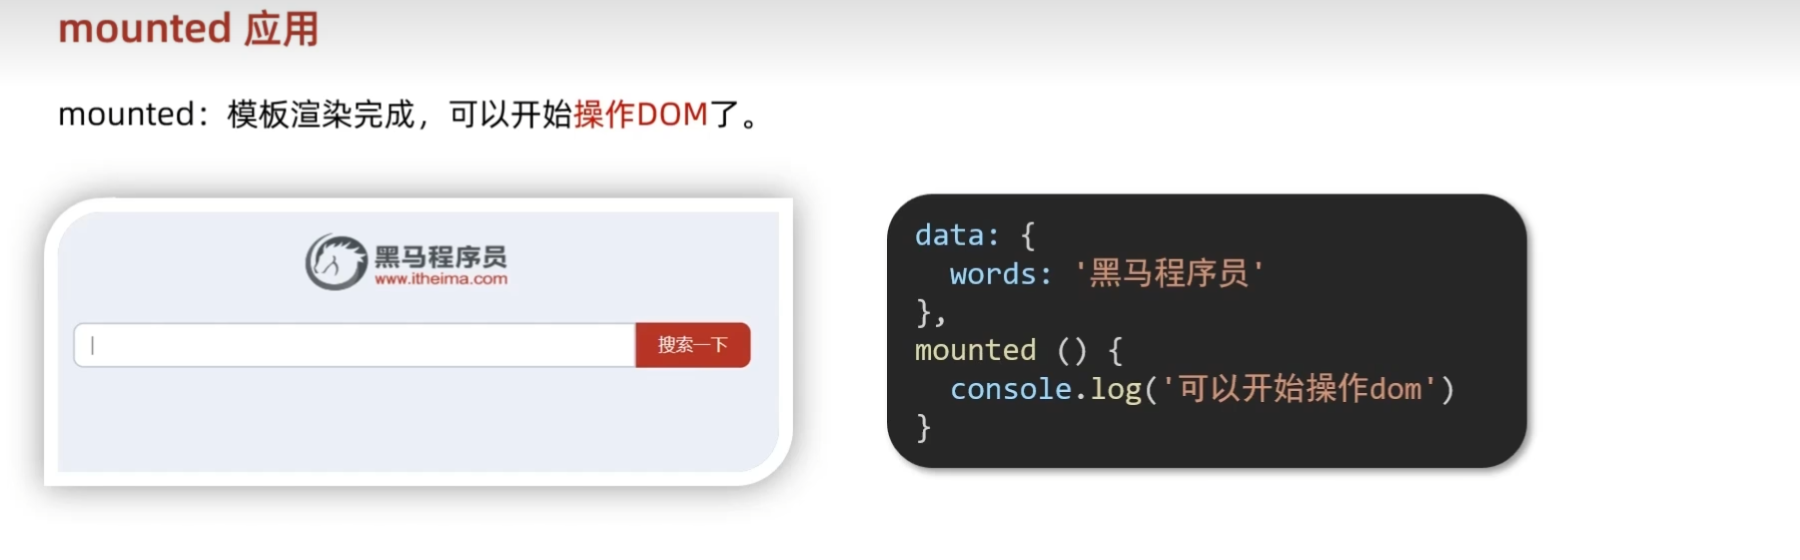 mounted 应用
mounted：模板渲染完成，可以开始操作DOM了。
黑马程序员
www.itheima.com
搜索一下
data: {
  words: '黑马程序员'
},
mounted () {
  console.log('可以开始操作dom')
}